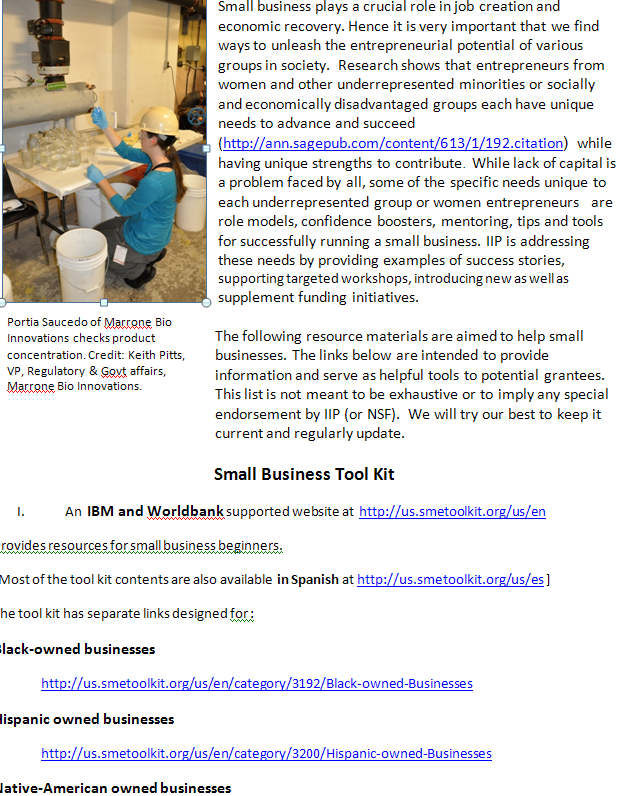 Small business plays a crucial role in job creation and
economic recovery. Hence it is very important that we find
ways to unleash the entrepreneurial potential of various
groups in society.  Research shows that entrepreneurs from
women and other underrepresented minorities or socially
and economically disadvantaged groups each have unique
needs to advance and succeed
(http://ann.sagepub.com/content/613/1/192.citation)  while
having unique strengths to contribute.  While lack of capital is
a problem faced by all, some of the specific needs unique to
each underrepresented group or women entrepreneurs  are
role models, confidence boosters, mentoring, tips and tools
for successfully running a small business. IIP is addressing
these needs by providing examples of success stories,
supporting targeted workshops, introducing new as well as
supplement funding initiatives.
Portia Saucedo of Marrone Bio
Innovations checks product
concentration. Credit: Keith Pitts,
VP, Regulatory & Govt affairs,
Marrone Bio Innovations.
The following resource materials are aimed to help small
businesses. The links below are intended to provide
information and serve as helpful tools to potential grantees.
This list is not meant to be exhaustive or to imply any special
endorsement by IIP (or NSF).  We will try our best to keep it
current and regularly update.
Small Business Tool Kit
I. An IBM and Worldbank supported website at http://us.smetoolkit.org/us/en
rovides resources for small business beginners.
Most of the tool kit contents are also available in Spanish at http://us.smetoolkit.org/us/es ]
he tool kit has separate links designed for:
lack-owned businesses
http://us.smetoolkit.org/us/en/category/3192/Black-owned-Businesses
ispanic owned businesses
http://us.smetoolkit.org/us/en/category/3200/Hispanic-owned-Businesses
ative-American owned businesses